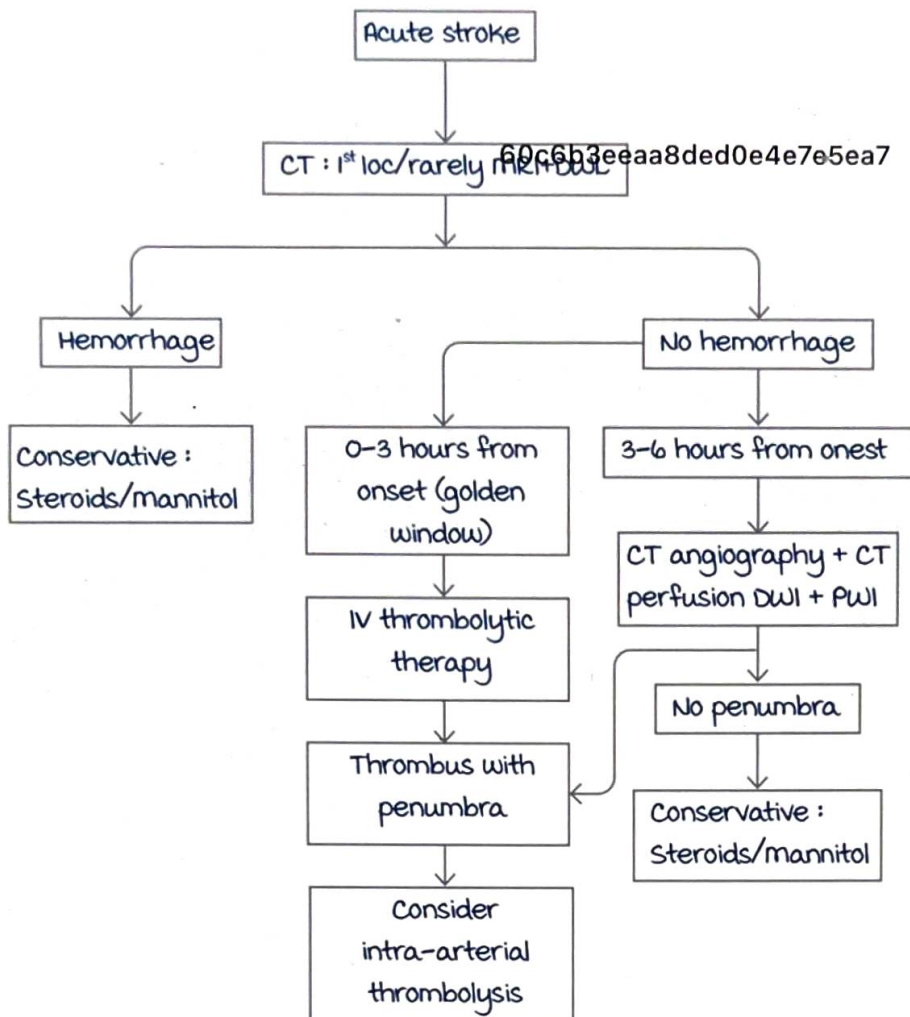 Acute stroke
CT : 1st loc/rarely MRI+DWI
60c6b3eeaa8ded0e4e7e5ea7
Hemorrhage
No hemorrhage
Conservative :
Steroids/mannitol
0-3 hours from
onset (golden
window)
3-6 hours from onest
CT angiography + CT
perfusion DWI + PWI
IV thrombolytic
therapy
No penumbra
Thrombus with
penumbra
Conservative :
Steroids/mannitol
Consider
intra-arterial
thrombolysis